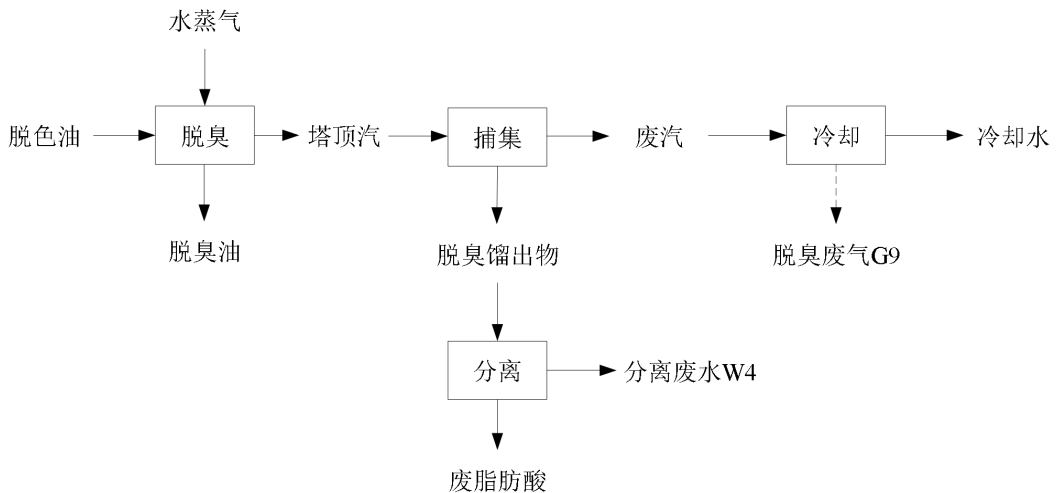 水蒸气
脱色油
脱臭
塔顶汽
捕集
废汽
冷却
冷却水
脱臭油
脱臭馏出物
脱臭废气G9
分离
分离废水W4
废脂肪酸